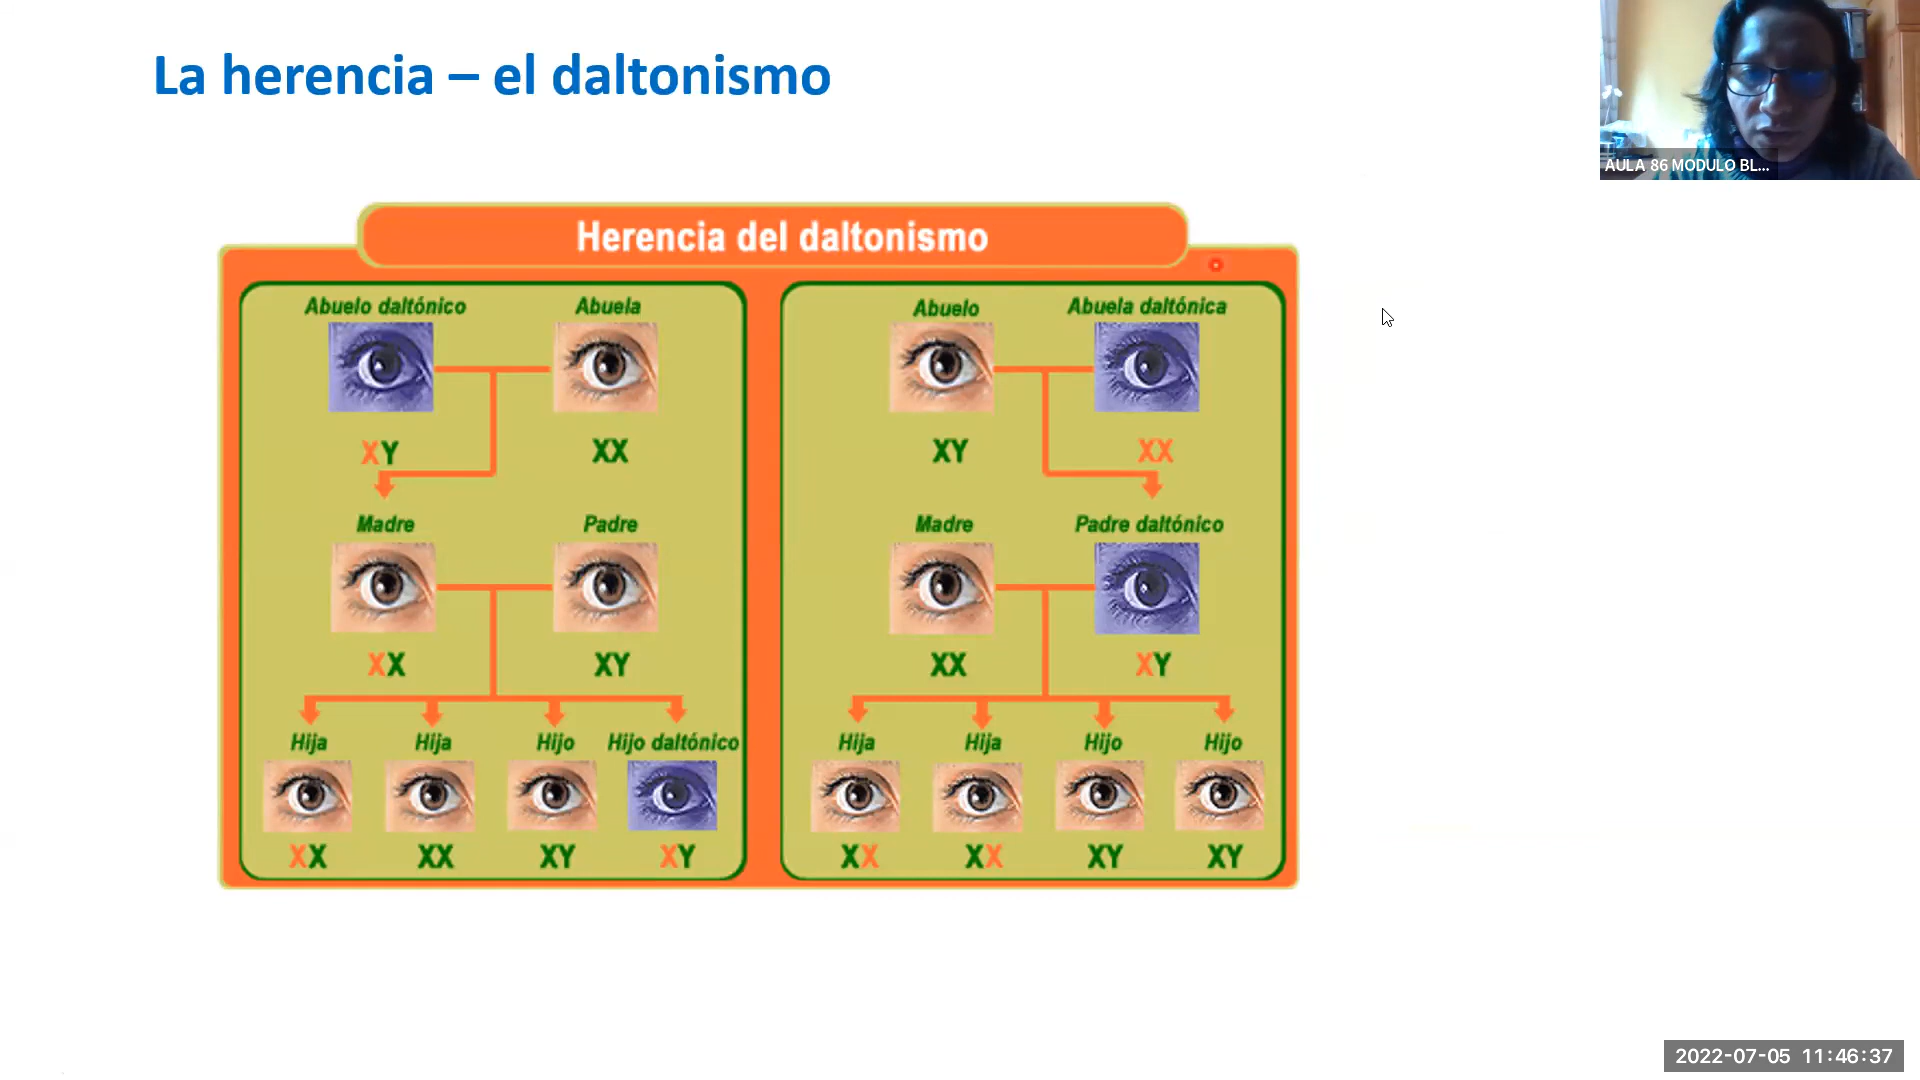 La herencia – el daltonismo
AULA 86 MODULO BL...
Herencia del daltonismo
Abuelo daltónico Abuela
XY XX
Madre Padre
XX XY
Hija Hija Hijo Hijo daltónico
XX XX XY XY
Abuelo Abuela daltónica
XY XX
Madre Padre daltónico
XX XY
Hija Hija Hijo Hijo
XX XX XY XY
2022-07-05 11:46:37